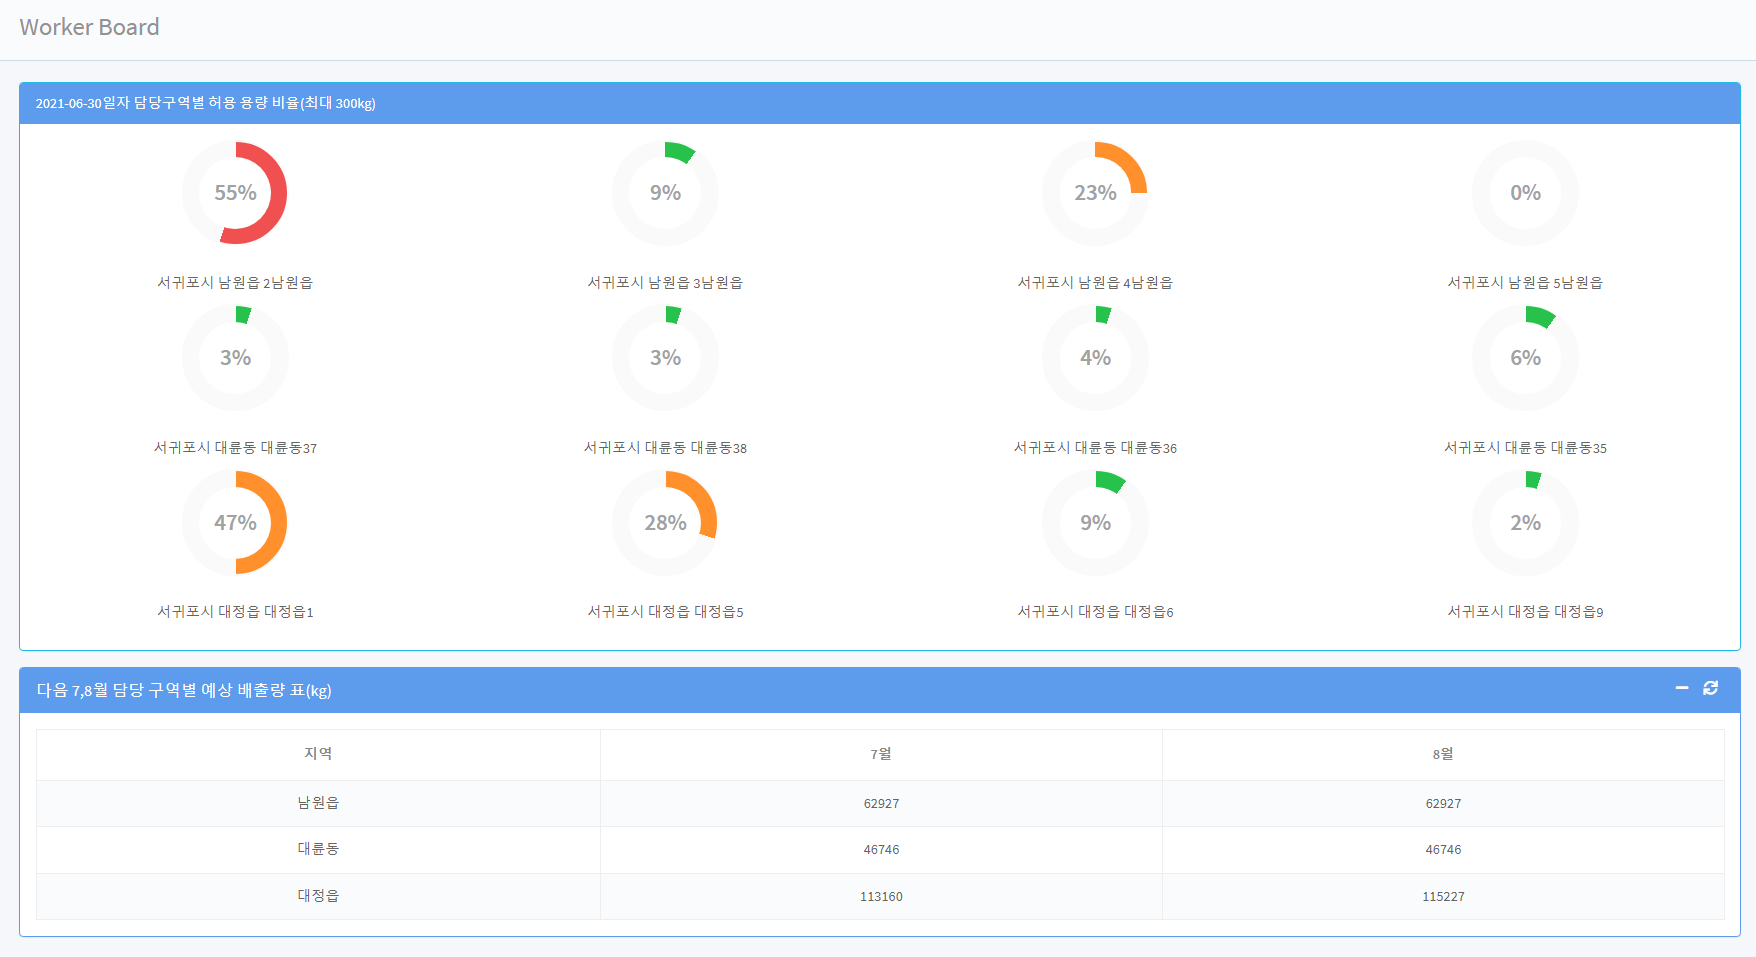 Worker Board
2021-06-30일자 담당구역별 허용 용량 비율(최대 300kg)
55% 9% 23% 0%
서귀포시 남원읍 2남원읍 서귀포시 남원읍 3남원읍 서귀포시 남원읍 4남원읍 서귀포시 남원읍 5남원읍
3% 3% 4% 6%
서귀포시 대륜동 대륜동37 서귀포시 대륜동 대륜동38 서귀포시 대륜동 대륜동36 서귀포시 대륜동 대륜동35
47% 28% 9% 2%
서귀포시 대정읍 대정읍1 서귀포시 대정읍 대정읍5 서귀포시 대정읍 대정읍6 서귀포시 대정읍 대정읍9
다음 7,8월 담당 구역별 예상 배출량 표(kg)
지역 7월 8월
남원읍 62927 62927
대륜동 46746 46746
대정읍 113160 115227